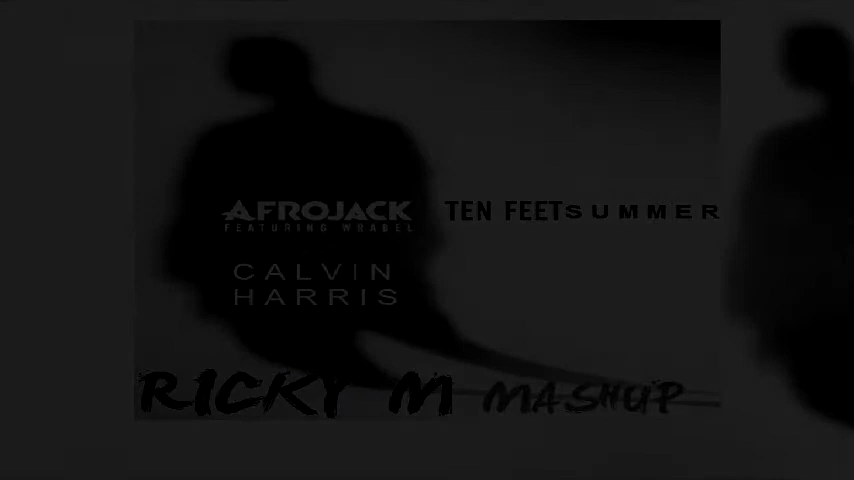 AFROJACK TEN FEETSUMMER
FEATURING WRABEL
CALVIN
HARRIS
RICKY M MASHUP